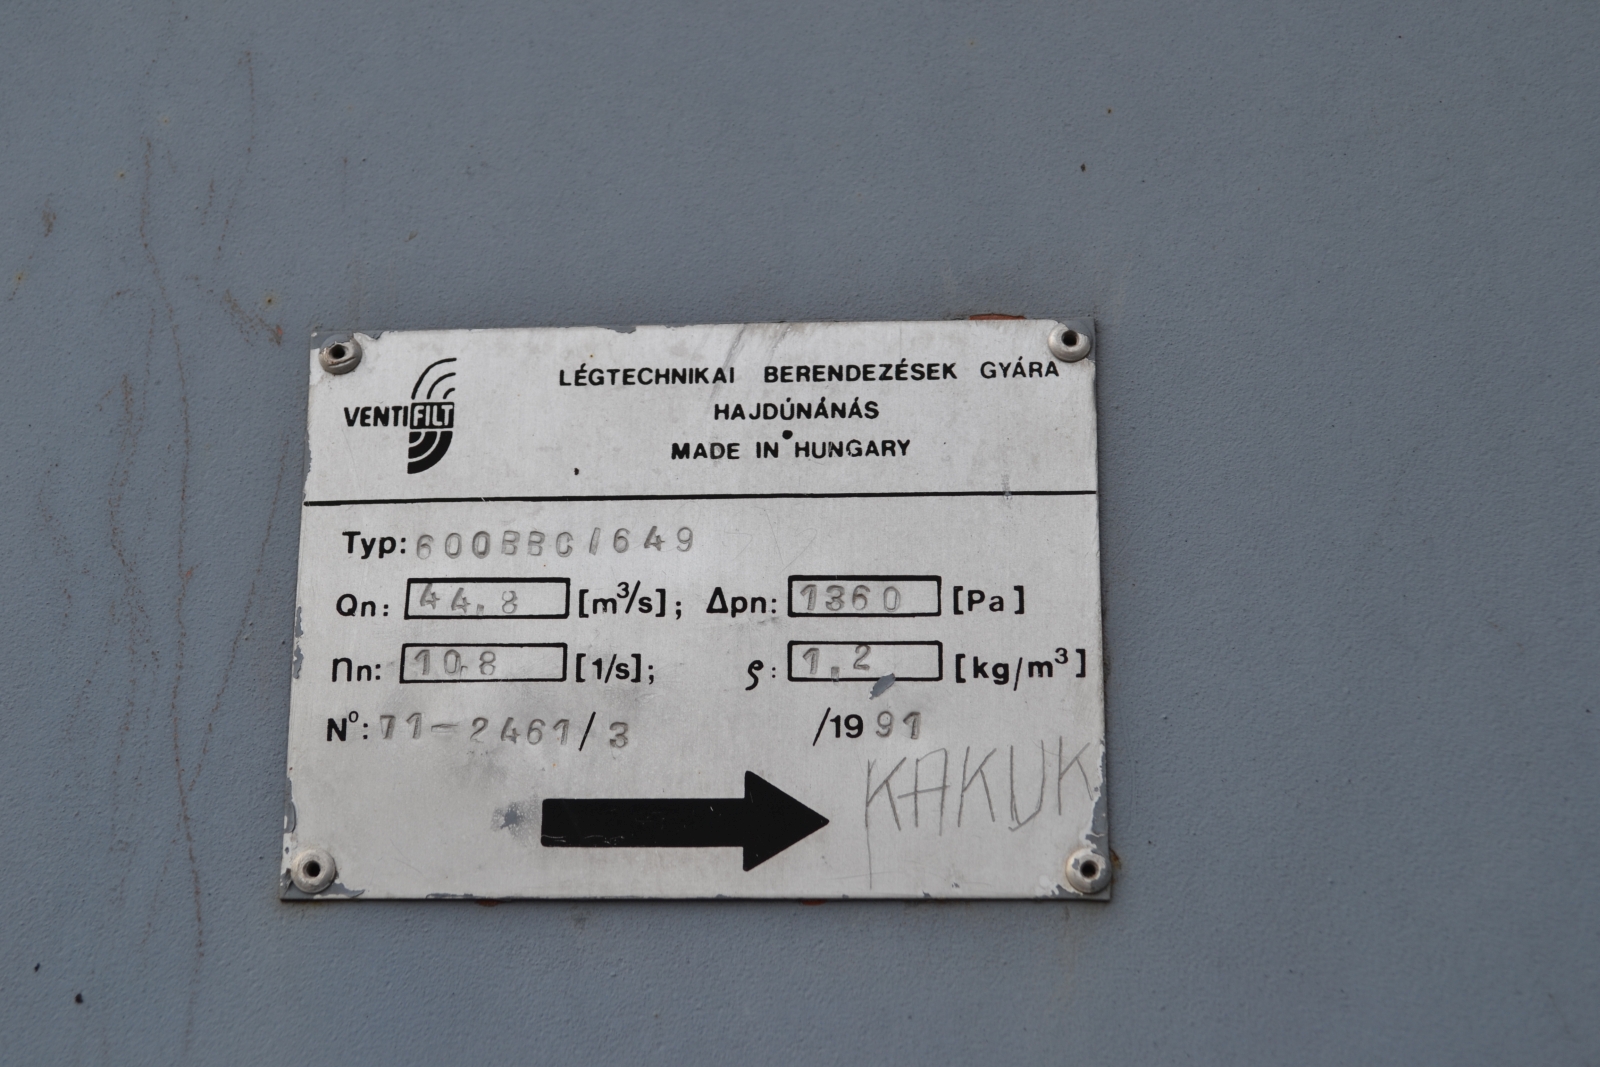 VENTIFILT
LÉGTECHNIKAI BERENDEZÉSEK GYÁRA
HAJDÚNÁNÁS
MADE IN HUNGARY
Typ: 600BBC/649
Qn: 44.8 [m³/s]; Δpn: 1360 [Pa]
nn: 10.8 [1/s]; ρ: 1.2 [kg/m³]
Nº: 71-2461/3 /1991
KAKUK